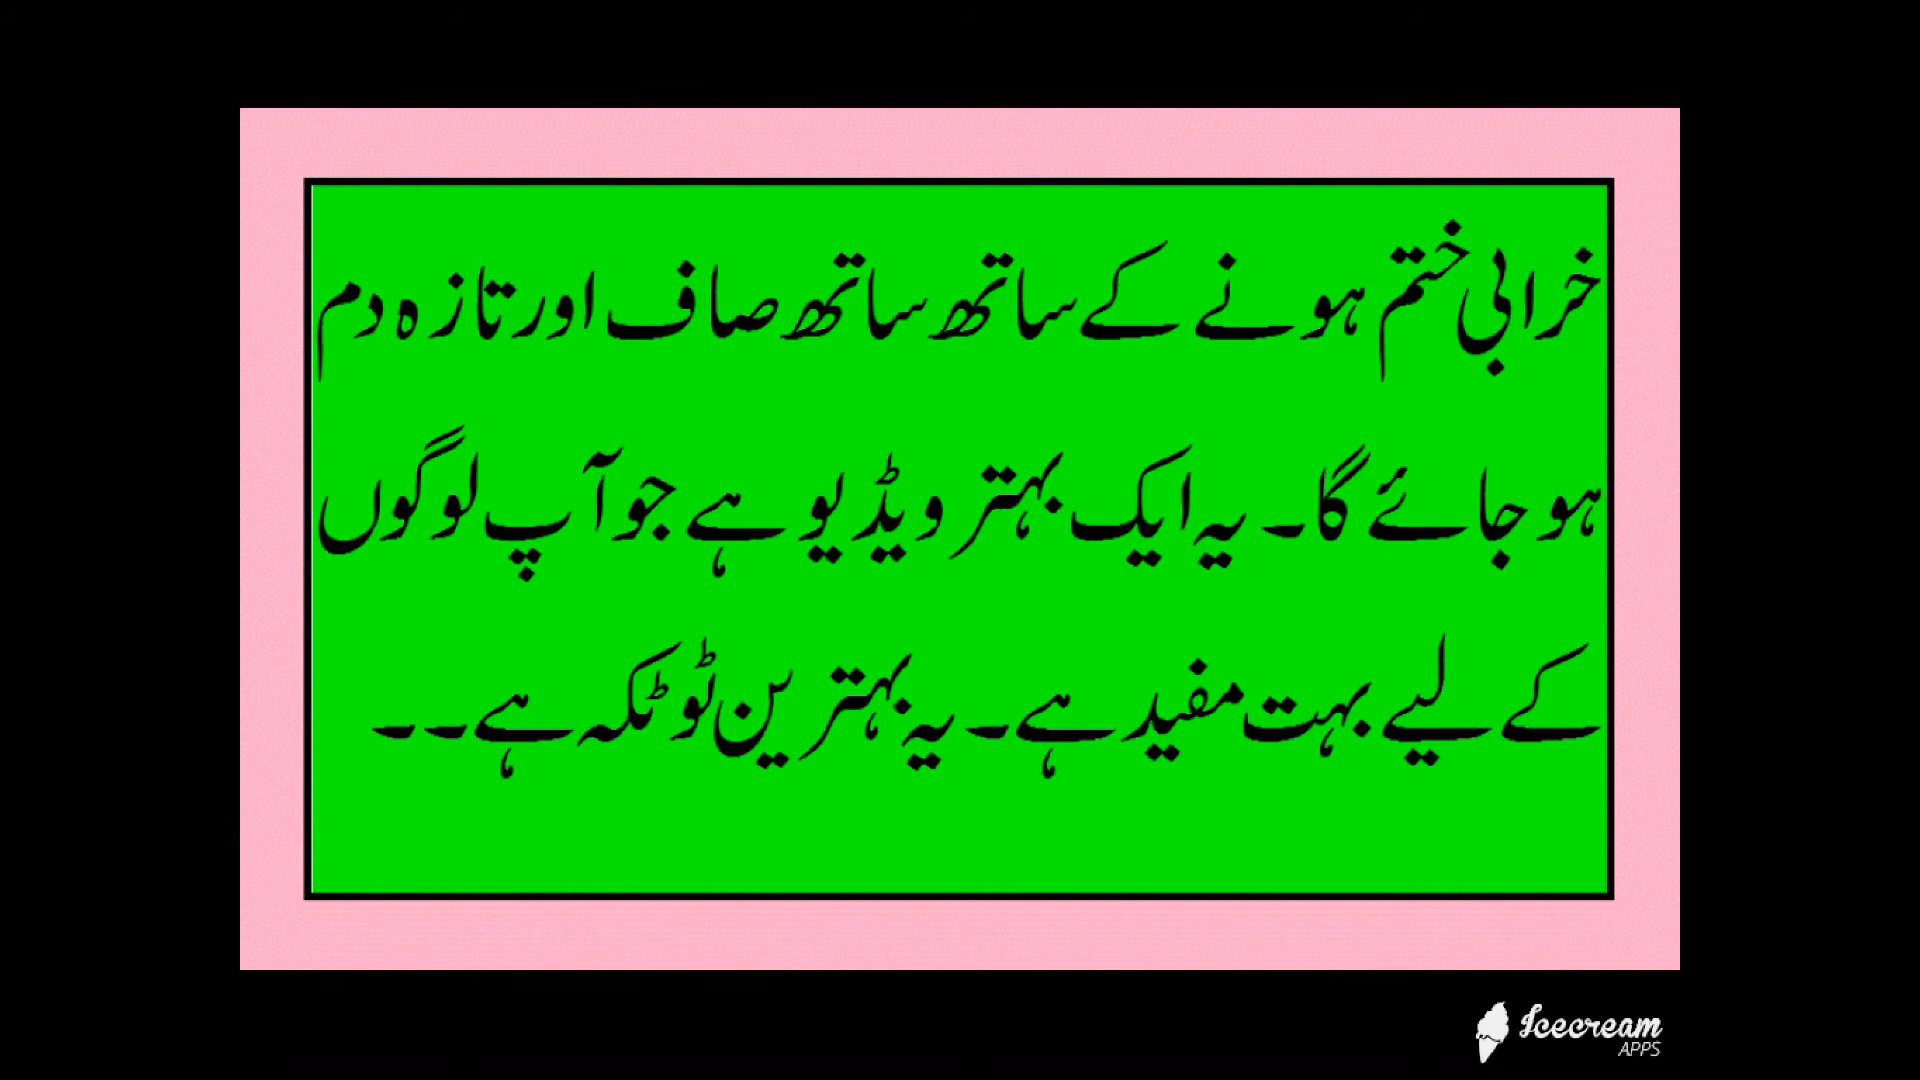 خرابی ختم ہونے کے ساتھ ساتھ صاف اور تازہ دم
ہو جائے گا۔ یہ ایک بہتر ویڈیو ہے جو آپ لوگوں
کے لیے بہت مفید ہے۔ یہ بہترین ٹوٹکہ ہے۔۔
Icecream
APPS